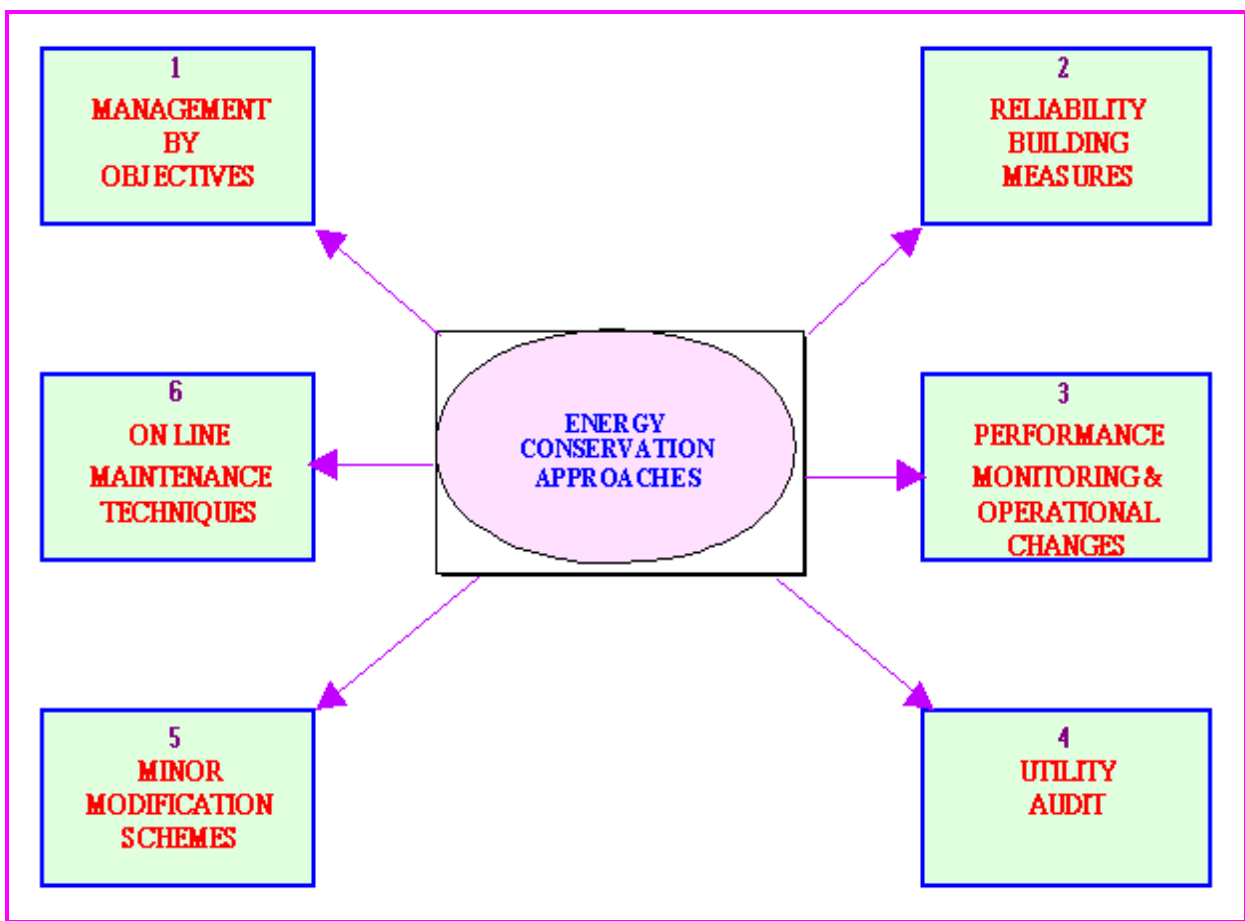 1
MANAGEMENT
BY
OBJECTIVES
2
RELIABILITY
BUILDING
MEASURES
6
ON LINE
MAINTENANCE
TECHNIQUES
ENERGY
CONSERVATION
APPROACHES
3
PERFORMANCE
MONITORING &
OPERATIONAL
CHANGES
5
MINOR
MODIFICATION
SCHEMES
4
UTILITY
AUDIT